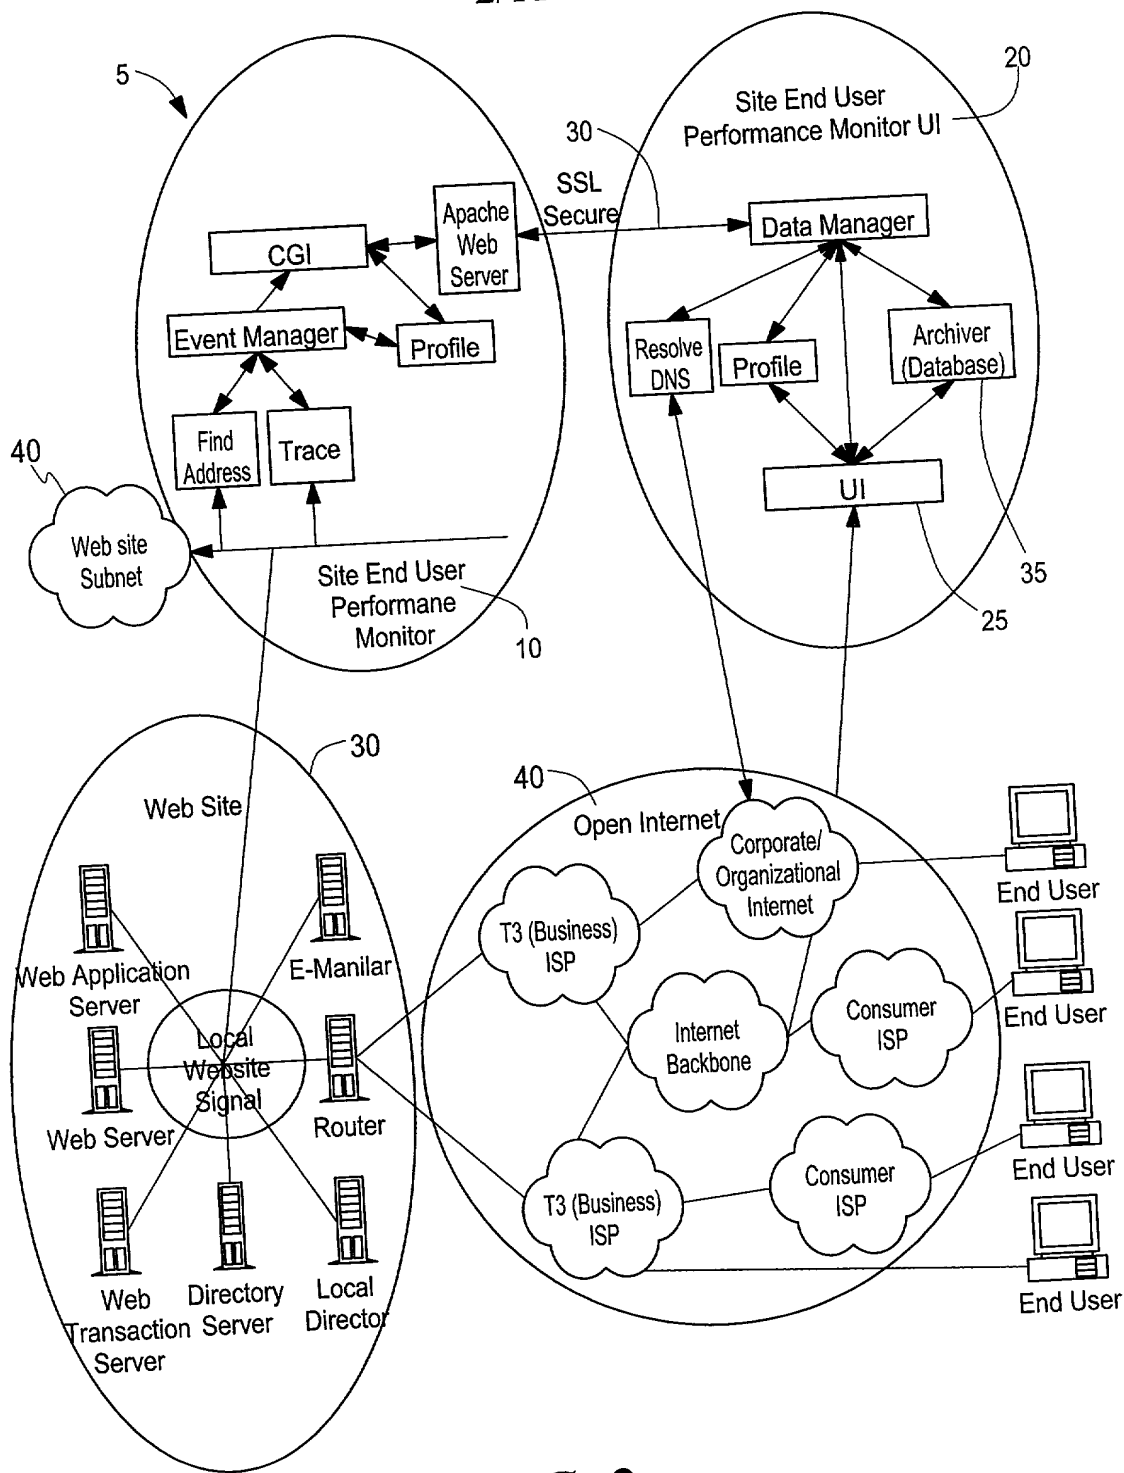 5
20
Site End User
Performance Monitor UI
30
SSL
Secure
Apache
Web
Server
CGI
Data Manager
Event Manager
Profile
Resolve
DNS
Profile
Archiver
(Database)
Find
Address
Trace
40
UI
Web site
Subnet
Site End User
Performane
Monitor
10
35
25
30
Web Site
40
Open Internet
Corporate/
Organizational
Internet
End User
T3 (Business)
ISP
Web Application
Server
E-Manilar
Internet
Backbone
Consumer
ISP
End User
Local
Website
Signal
Web Server
Router
T3 (Business)
ISP
Consumer
ISP
End User
Web
Transaction
Server
Directory
Server
Local
Director
End User